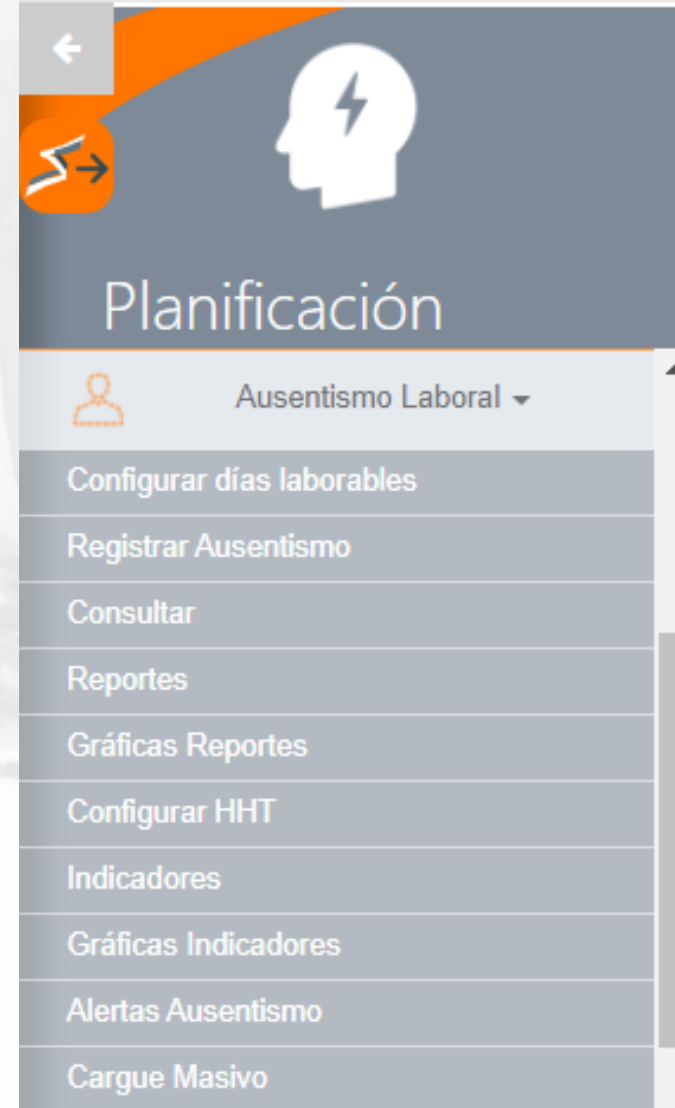 Planificación
Ausentismo Laboral
Configurar días laborables
Registrar Ausentismo
Consultar
Reportes
Gráficas Reportes
Configurar HHT
Indicadores
Gráficas Indicadores
Alertas Ausentismo
Cargue Masivo